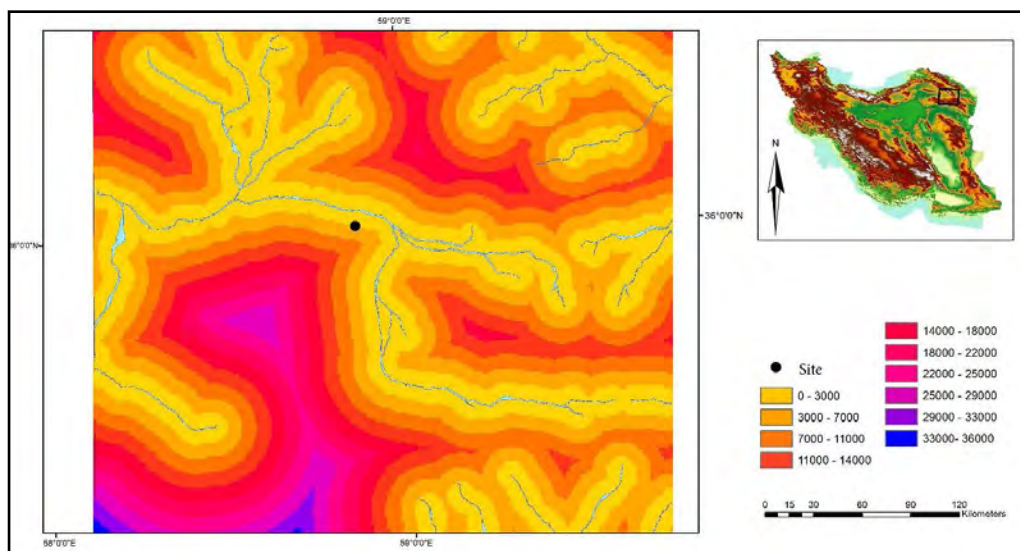 59°0'0"E
36°0'0"N
36°0'0"N
58°0'0"E
59°0'0"E
N
Site
0 - 3000
3000 - 7000
7000 - 11000
11000 - 14000
14000 - 18000
18000 - 22000
22000 - 25000
25000 - 29000
29000 - 33000
33000 - 36000
0 15 30 60 90 120
Kilometers